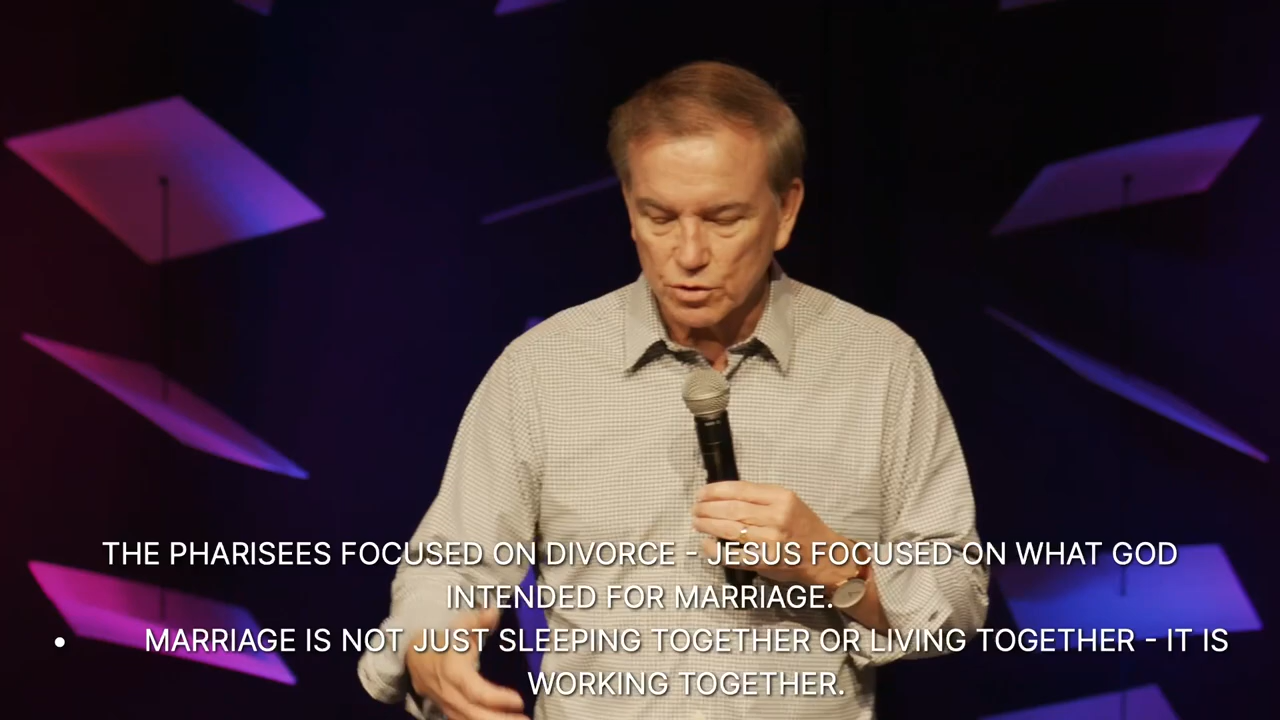 THE PHARISEES FOCUSED ON DIVORCE - JESUS FOCUSED ON WHAT GOD
INTENDED FOR MARRIAGE.
• MARRIAGE IS NOT JUST SLEEPING TOGETHER OR LIVING TOGETHER - IT IS
WORKING TOGETHER.